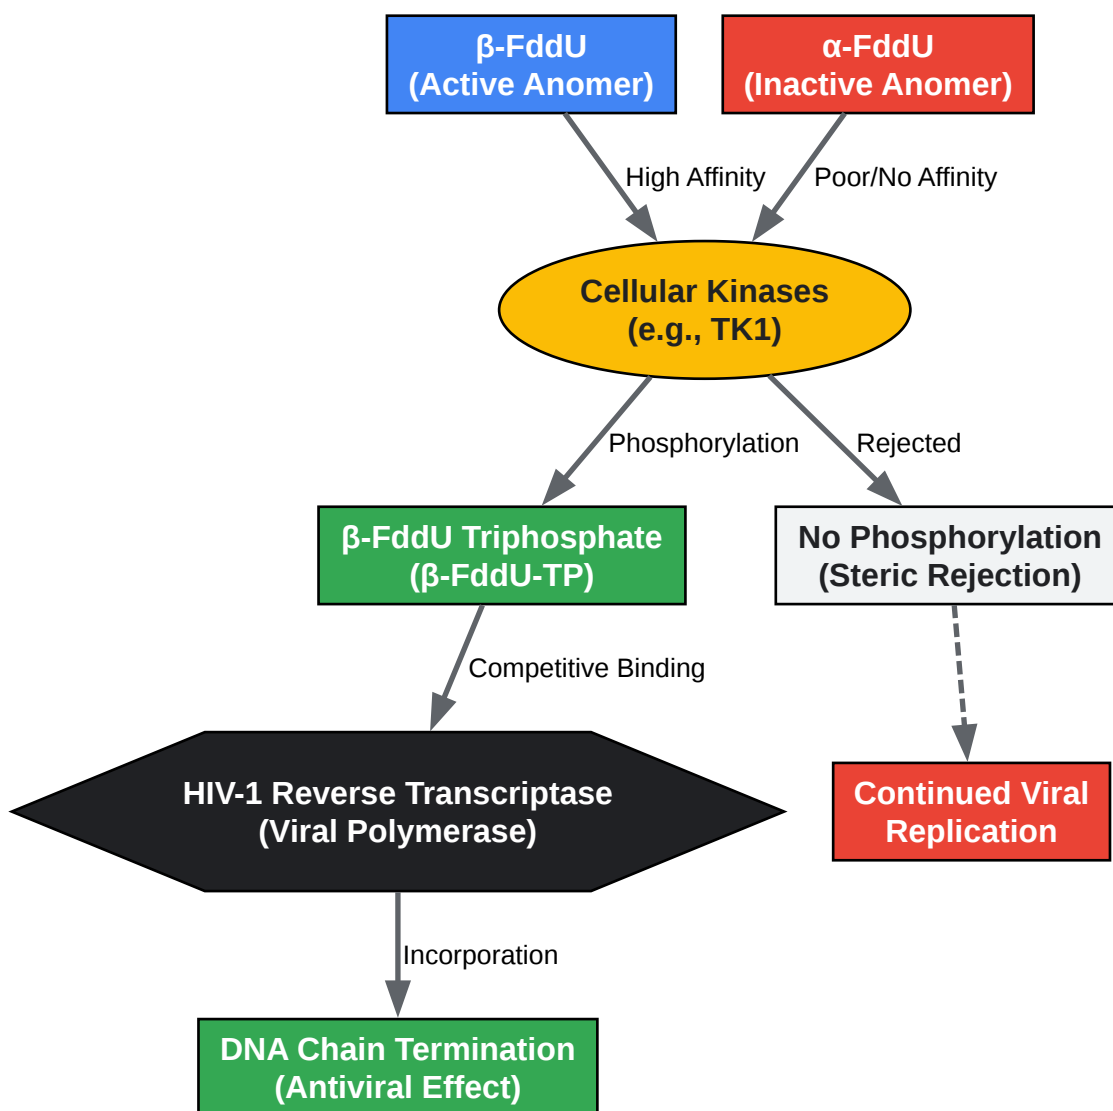 β-FddU
(Active Anomer)
α-FddU
(Inactive Anomer)
High Affinity
Poor/No Affinity
Cellular Kinases
(e.g., TK1)
Phosphorylation
Rejected
β-FddU Triphosphate
(β-FddU-TP)
No Phosphorylation
(Steric Rejection)
Competitive Binding
HIV-1 Reverse Transcriptase
(Viral Polymerase)
Continued Viral
Replication
Incorporation
DNA Chain Termination
(Antiviral Effect)